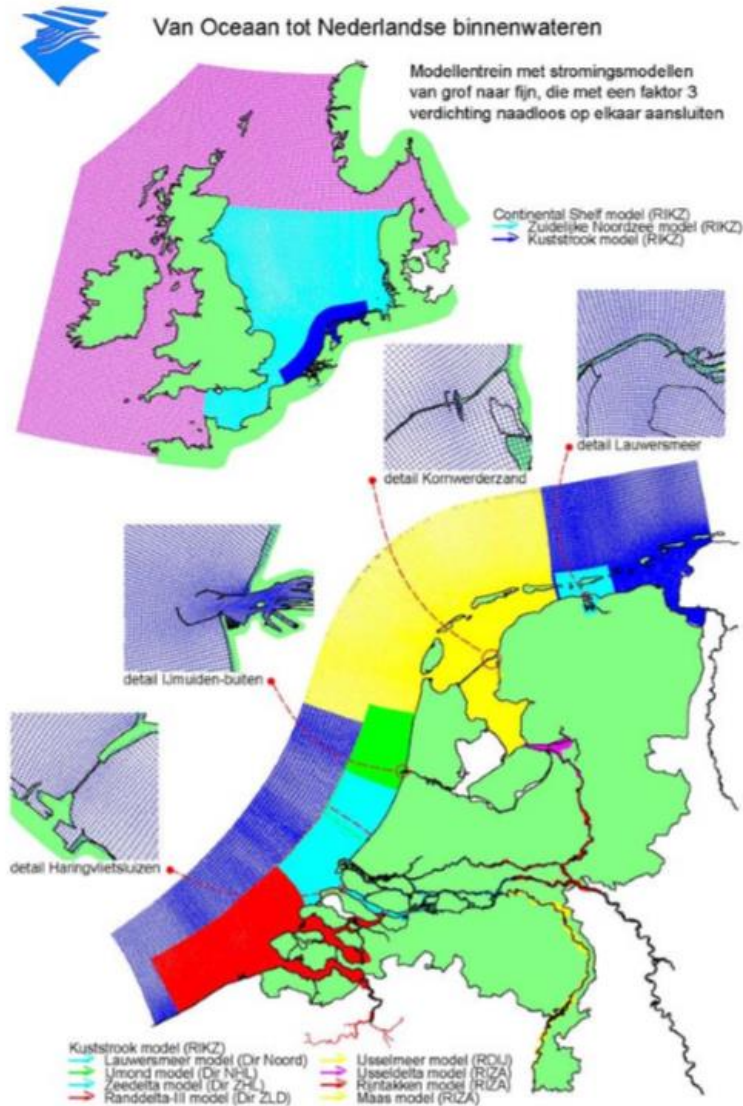 Van Oceaan tot Nederlandse binnenwateren
Modellentrein met stromingsmodellen
van grof naar fijn, die met een faktor 3
verdichting naadloos op elkaar aansluiten
Continental Shelf model (RIKZ)
Zuidelijke Noordzee model (RIKZ)
Kuststrook model (RIKZ)
detail Kornwerderzand
detail Lauwersmeer
detail IJmuiden-buiten
detail Haringvlietsluizen
Kuststrook model (RIKZ)
Lauwersmeer model (Dir Noord)
IJmond model (Dir NHL)
Zeedelta model (Dir ZHL)
Randdelta-III model (Dir ZLD)
IJsselmeer model (RDIJ)
IJsseldelta model (RIZA)
Rijntakken model (RIZA)
Maas model (RIZA)